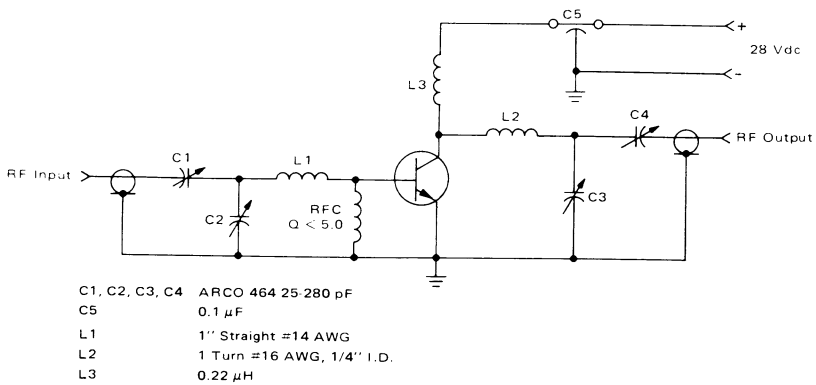 C5
+
28 Vdc
-
L3
L2
C4
RF Output
C1
L1
RF Input
C2
RFC
Q < 5.0
C3
C1, C2, C3, C4 ARCO 464 25-280 pF
C5 0.1 μF
L1 1'' Straight #14 AWG
L2 1 Turn #16 AWG, 1/4'' I.D.
L3 0.22 μH